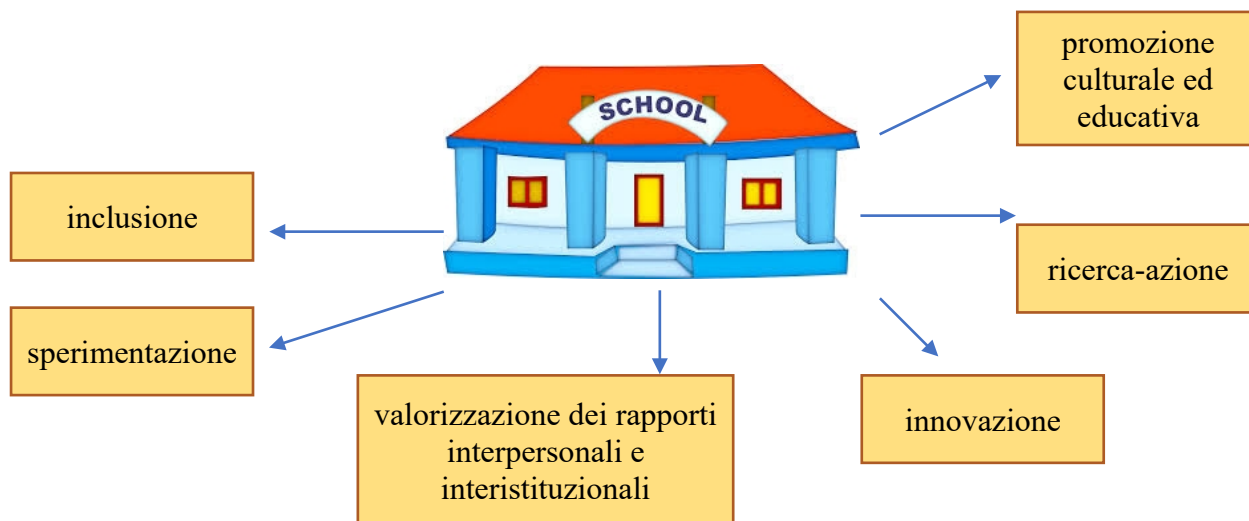 SCHOOL
promozione
culturale ed
educativa
inclusione
ricerca-azione
sperimentazione
valorizzazione dei rapporti
interpersonali e
interistituzionali
innovazione